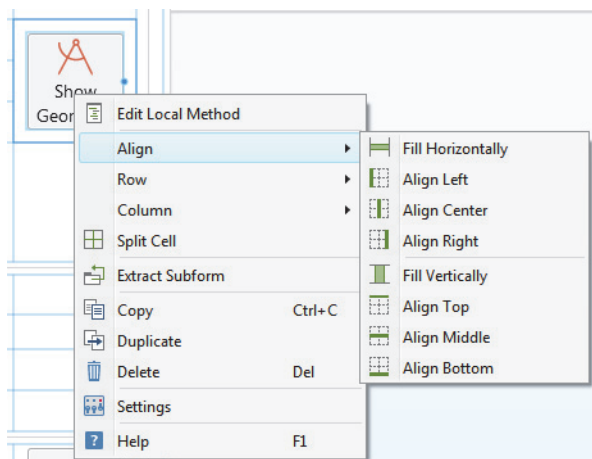 Show
Geor
Edit Local Method
Align
Row
Column
Split Cell
Extract Subform
Copy Ctrl+C
Duplicate
Delete Del
Settings
? Help F1
Fill Horizontally
Align Left
Align Center
Align Right
Fill Vertically
Align Top
Align Middle
Align Bottom